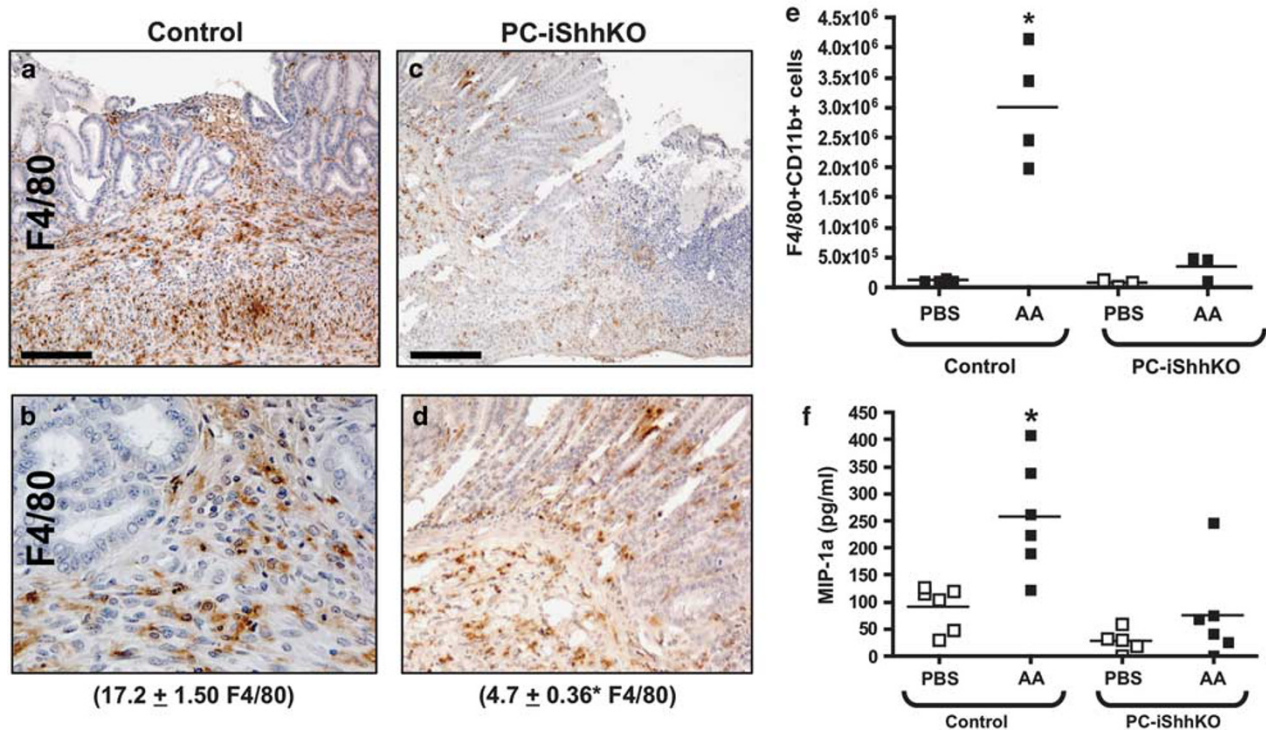 Control
PC-iShhKO
a
F4/80
c
b
F4/80
d
(17.2 ± 1.50 F4/80)
(4.7 ± 0.36* F4/80)
e
F4/80+CD11b+ cells
4.5x10⁶
4.0x10⁶
3.5x10⁶
3.0x10⁶
2.5x10⁶
2.0x10⁶
1.5x10⁶
1.0x10⁶
5.0x10⁵
0
*
PBS
AA
PBS
AA
Control
PC-iShhKO
f
MIP-1a (pg/ml)
450
400
350
300
250
200
150
100
50
0
*
PBS
AA
PBS
AA
Control
PC-iShhKO